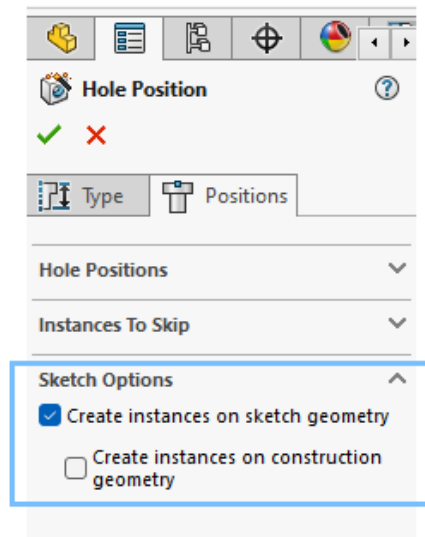 Hole Position
Type
Positions
Hole Positions
Instances To Skip
Sketch Options
Create instances on sketch geometry
Create instances on construction
geometry